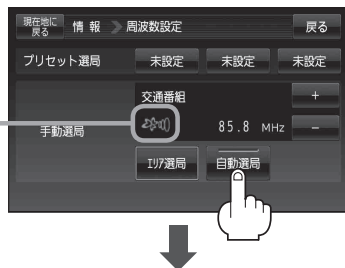 現在地に
戻る
情報
周波数設定
戻る
プリセット選局
未設定
未設定
未設定
交通番組
+
手動選局
85.8 MHz
-
エリア選局
自動選局